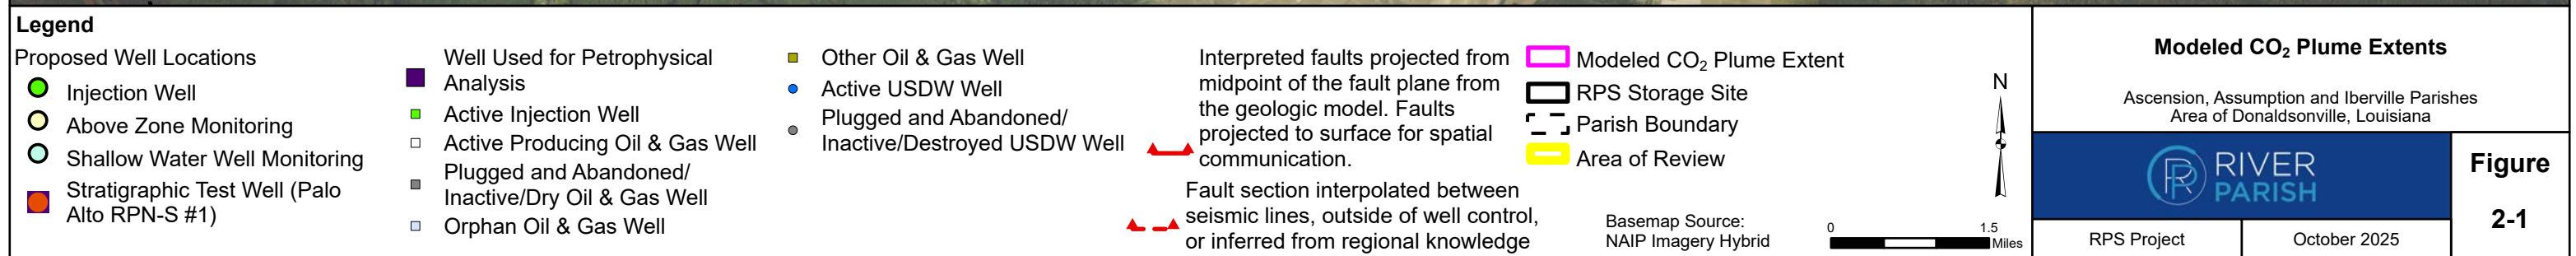 Legend
Proposed Well Locations
Injection Well
Above Zone Monitoring
Shallow Water Well Monitoring
Stratigraphic Test Well (Palo
Alto RPN-S #1)
Well Used for Petrophysical
Analysis
Active Injection Well
Active Producing Oil & Gas Well
Plugged and Abandoned/
Inactive/Dry Oil & Gas Well
Orphan Oil & Gas Well
Other Oil & Gas Well
Active USDW Well
Plugged and Abandoned/
Inactive/Destroyed USDW Well
Interpreted faults projected from
midpoint of the fault plane from
the geologic model. Faults
projected to surface for spatial
communication.
Fault section interpolated between
seismic lines, outside of well control,
or inferred from regional knowledge
Modeled CO₂ Plume Extent
RPS Storage Site
Parish Boundary
Area of Review
Basemap Source:
NAIP Imagery Hybrid
N
0 1.5
Miles
Modeled CO₂ Plume Extents
Ascension, Assumption and Iberville Parishes
Area of Donaldsonville, Louisiana
RIVER
PARISH
RPS Project
October 2025
Figure
2-1